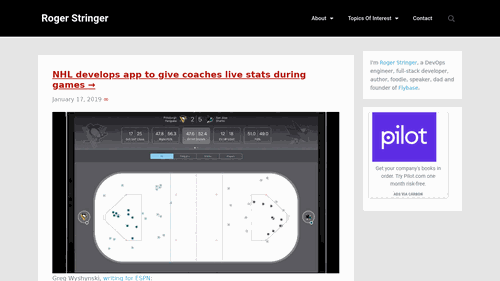 Roger Stringer
About
Topics Of Interest
Contact
NHL develops app to give coaches live stats during
games →
January 17, 2019 ∞
Greg Wyshynski, writing for ESPN:
I'm Roger Stringer, a DevOps
engineer, full-stack developer,
author, foodie, speaker, dad and
founder of Flybase.
pilot
Get your company's books in
order. Try Pilot.com one
month risk-free.
ADS VIA CARBON